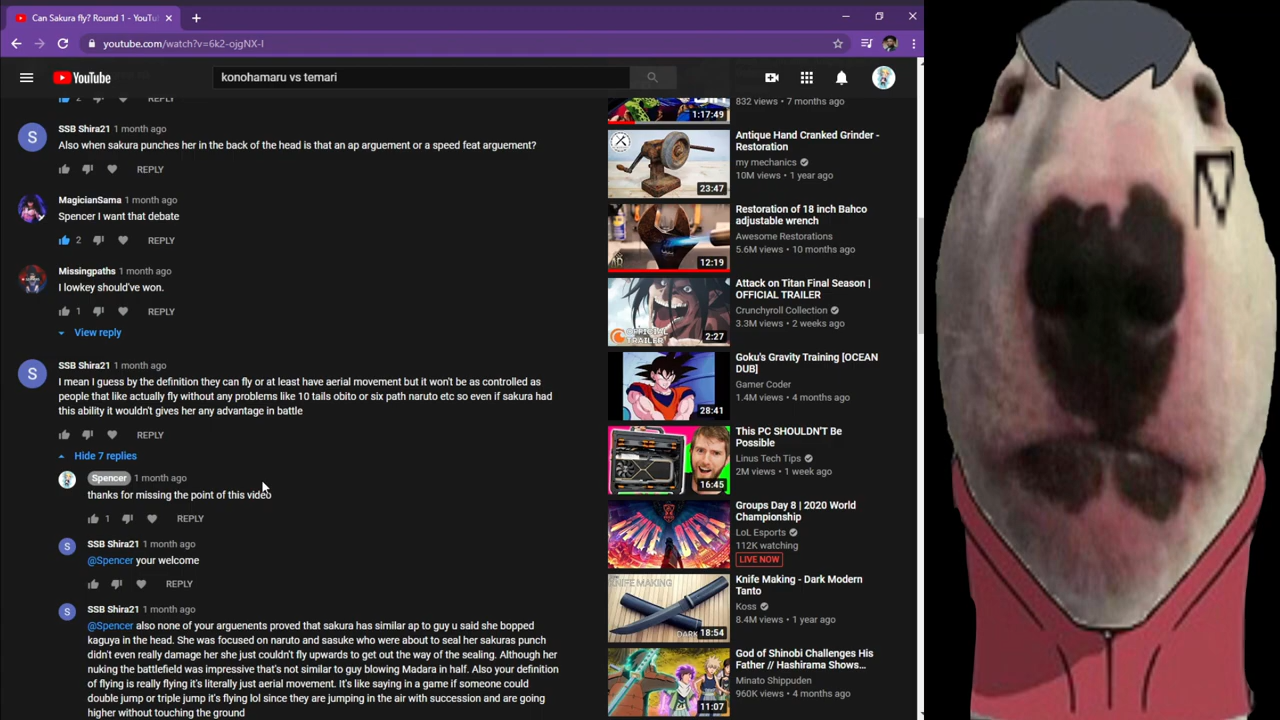 Can Sakura fly? Round 1 - YouTu
youtube.com/watch?v=6k2-ojgNX-I
YouTube
konohamaru vs temari
2
REPLY
SSB Shira21 1 month ago
Also when sakura punches her in the back of the head is that an ap arguement or a speed feat arguement?
REPLY
MagicianSama 1 month ago
Spencer I want that debate
2 REPLY
Missingpaths 1 month ago
I lowkey should've won.
1 REPLY
View reply
SSB Shira21 1 month ago
I mean I guess by the definition they can fly or at least have aerial movement but it won't be as controlled as
people that like actually fly without any problems like 10 tails obito or six path naruto etc so even if sakura had
this ability it wouldn't gives her any advantage in battle
REPLY
Hide 7 replies
Spencer 1 month ago
thanks for missing the point of this video
1 REPLY
SSB Shira21 1 month ago
@Spencer your welcome
REPLY
SSB Shira21 1 month ago
@Spencer also none of your arguenents proved that sakura has similar ap to guy u said she bopped
kaguya in the head. She was focused on naruto and sasuke who were about to seal her sakuras punch
didn't even really damage her she just couldn't fly upwards to get out the way of the sealing. Although her
nuking the battlefield was impressive that's not similar to guy blowing Madara in half. Also your definition
of flying is really flying it's literally just aerial movement. It's like saying in a game if someone could
double jump or triple jump it's flying lol since they are jumping in the air with succession and are going
higher without touching the ground
1:17:49
832 views • 7 months ago
Antique Hand Cranked Grinder -
Restoration
my mechanics
10M views • 1 year ago
23:47
Restoration of 18 inch Bahco
adjustable wrench
Awesome Restorations
5.6M views • 10 months ago
12:19
Attack on Titan Final Season |
OFFICIAL TRAILER
Crunchyroll Collection
3.3M views • 2 weeks ago
OFFICIAL
TRAILER
2:27
Goku's Gravity Training [OCEAN
DUB]
Gamer Coder
1.4M views • 4 months ago
28:41
This PC SHOULDN'T Be
Possible
Linus Tech Tips
2M views • 1 week ago
16:45
Groups Day 8 | 2020 World
Championship
LoL Esports
112K watching
LIVE NOW
Knife Making - Dark Modern
Tanto
Koss
8.4M views • 1 year ago
KNIFE MAKING
DARK
18:54
God of Shinobi Challenges His
Father // Hashirama Shows...
Minato Shippuden
960K views • 4 months ago
11:07
S
S
S
S